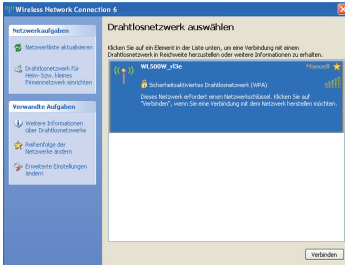 Wireless Network Connection 6
Netzwerkaufgaben
Netzwerkliste aktualisieren
Drahtlosnetzwerk für
Heim- bzw. kleines
Firmennetzwerk einrichten
Verwandte Aufgaben
Weitere Informationen
über Drahtlosnetzwerke
Reihenfolge der
Netzwerke ändern
Erweiterte Einstellungen
ändern
Drahtlosnetzwerk auswählen
Klicken Sie auf ein Element in der Liste unten, um eine Verbindung mit einem
Drahtlosnetzwerk in Reichweite herzustellen oder weitere Informationen zu erhalten.
WL500W_rl3e Manuell
Sicherheitsaktiviertes Drahtlosnetzwerk (WPA)
Dieses Netzwerk erfordert einen Netzwerkschlüssel. Klicken Sie auf
"Verbinden", wenn Sie eine Verbindung mit dem Netzwerk herstellen möchten.
Verbinden